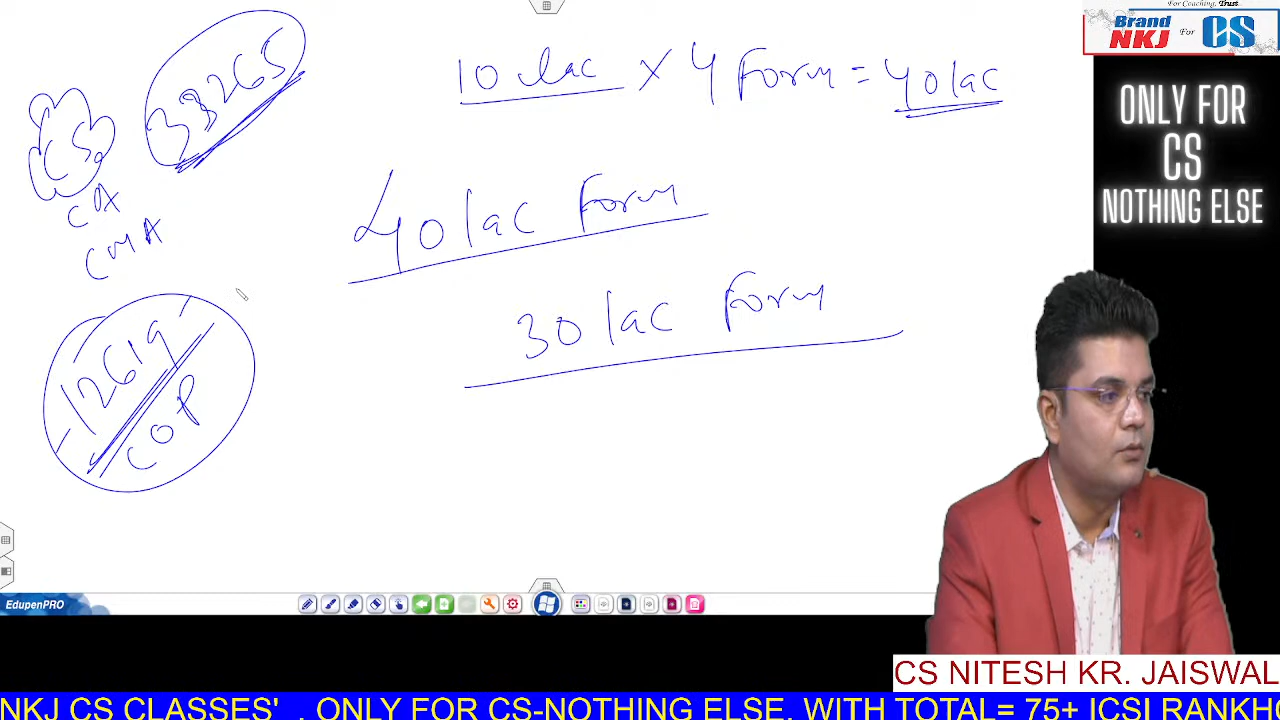 For Coaching, Trust
Brand
NKJ For CS
33265
10 lac × 4 Form = 40 lac
CS
CA
CMA
40 lac Form
30 lac Form
12619
COP
ONLY FOR
CS
NOTHING ELSE
EdupenPRO
CS NITESH KR. JAISWAL
NKJ CS CLASSES' , ONLY FOR CS-NOTHING ELSE, WITH TOTAL= 75+ ICSI RANKH